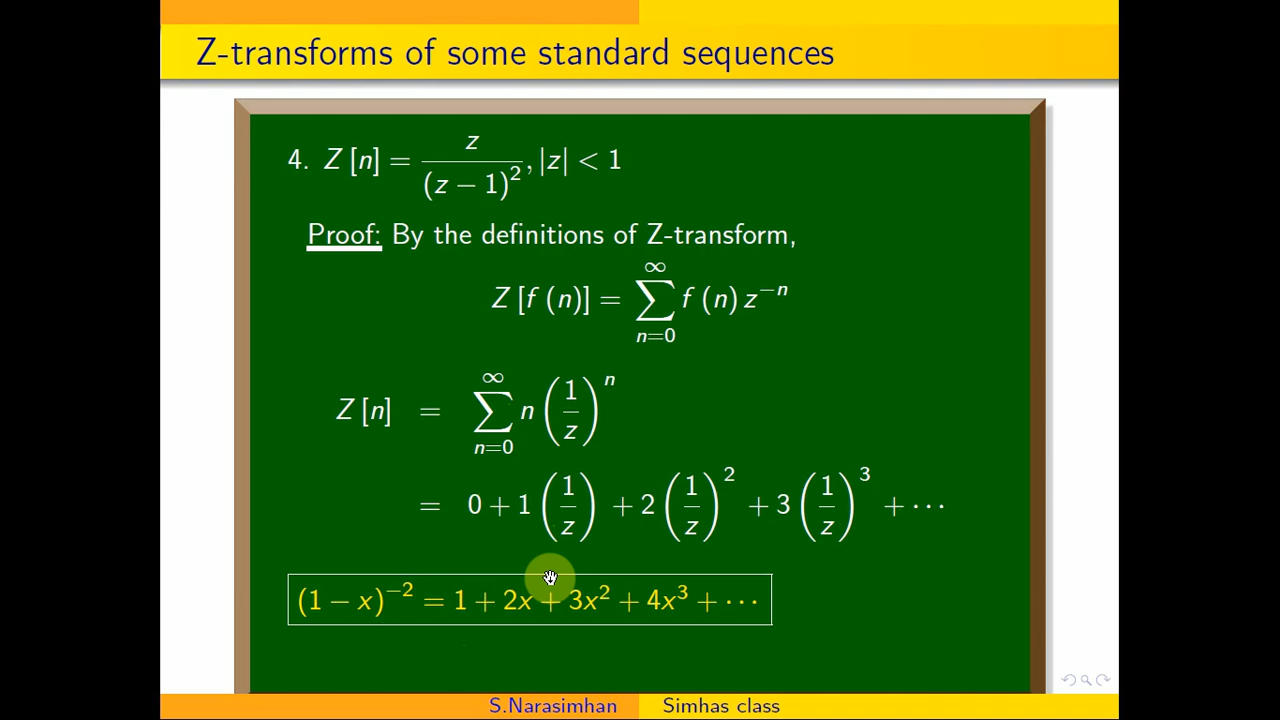 Z-transforms of some standard sequences
4. Z [n] = z / (z − 1)², |z| < 1
Proof: By the definitions of Z-transform,
Z [f (n)] = ∑_{n=0}^{∞} f (n) z⁻ⁿ
Z [n] = ∑_{n=0}^{∞} n (1/z)ⁿ
= 0 + 1 (1/z) + 2 (1/z)² + 3 (1/z)³ + ⋯
(1 − x)⁻² = 1 + 2x + 3x² + 4x³ + ⋯
S.Narasimhan Simhas class